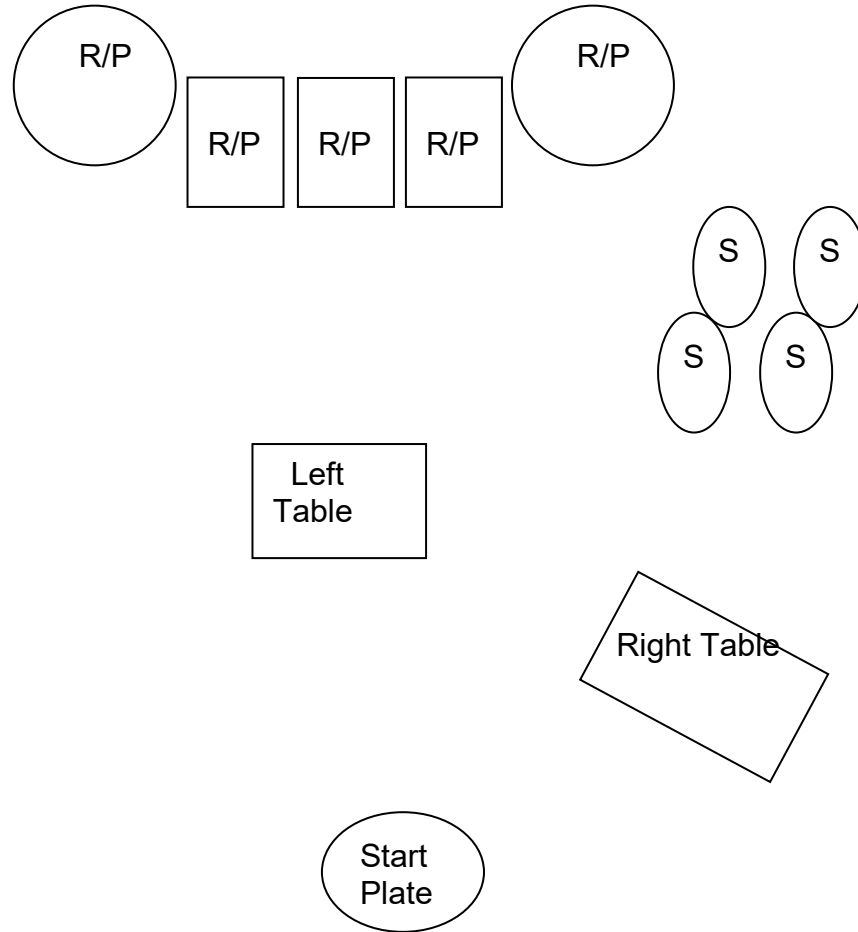 R/P
R/P
R/P
R/P
R/P
S
S
S
S
Left
Table
Right Table
Start
Plate